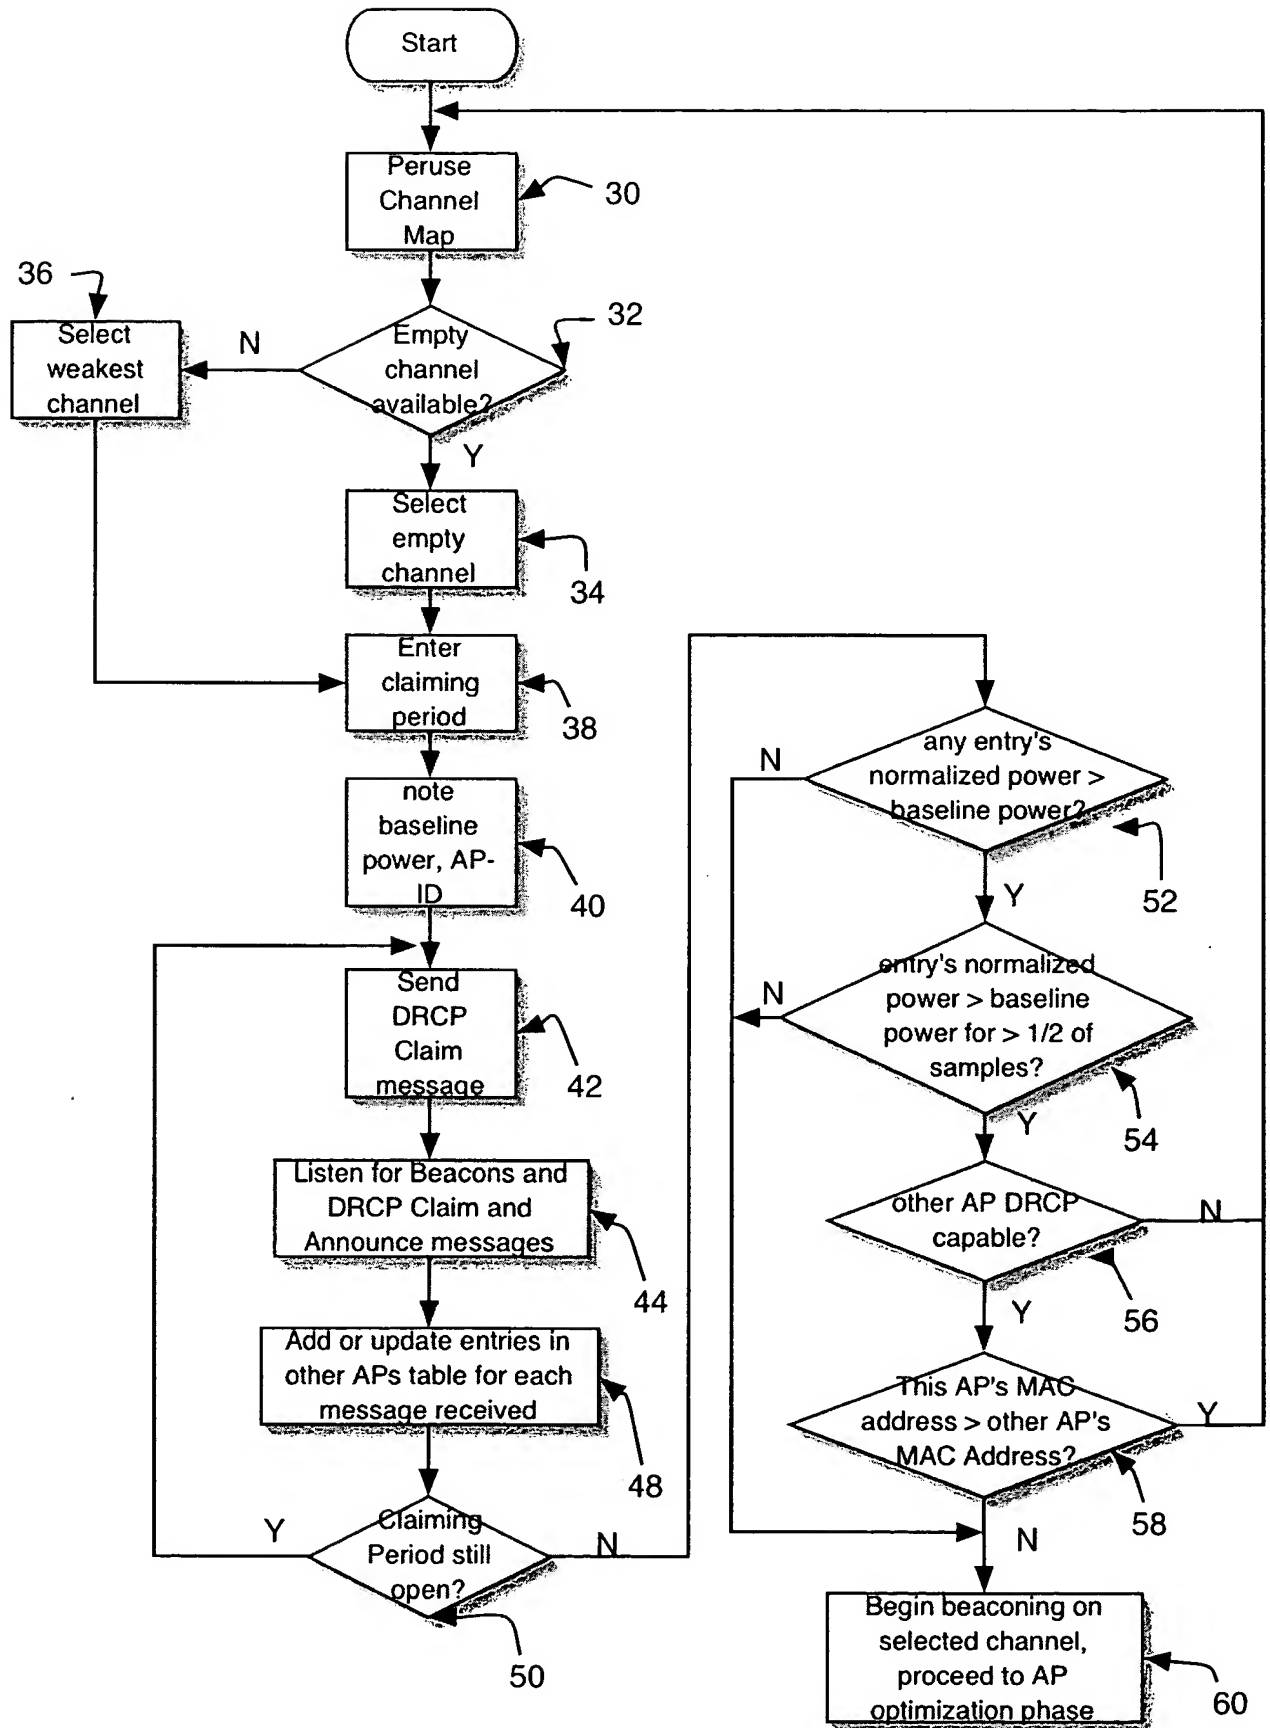 Start
Peruse
Channel
Map
30
36
Select
weakest
channel
N
Empty
channel
available?
32
Y
Select
empty
channel
34
Enter
claiming
period
38
note
baseline
power, AP-
ID
40
Send
DRCP
Claim
message
42
Listen for Beacons and
DRCP Claim and
Announce messages
44
Add or update entries in
other APs table for each
message received
48
Y
Claiming
Period still
open?
N
50
N
any entry's
normalized power >
baseline power?
52
Y
N
entry's normalized
power > baseline
power for > 1/2 of
samples?
54
Y
other AP DRCP
capable?
N
56
Y
This AP's MAC
address > other AP's
MAC Address?
Y
58
N
Begin beaconing on
selected channel,
proceed to AP
optimization phase
60